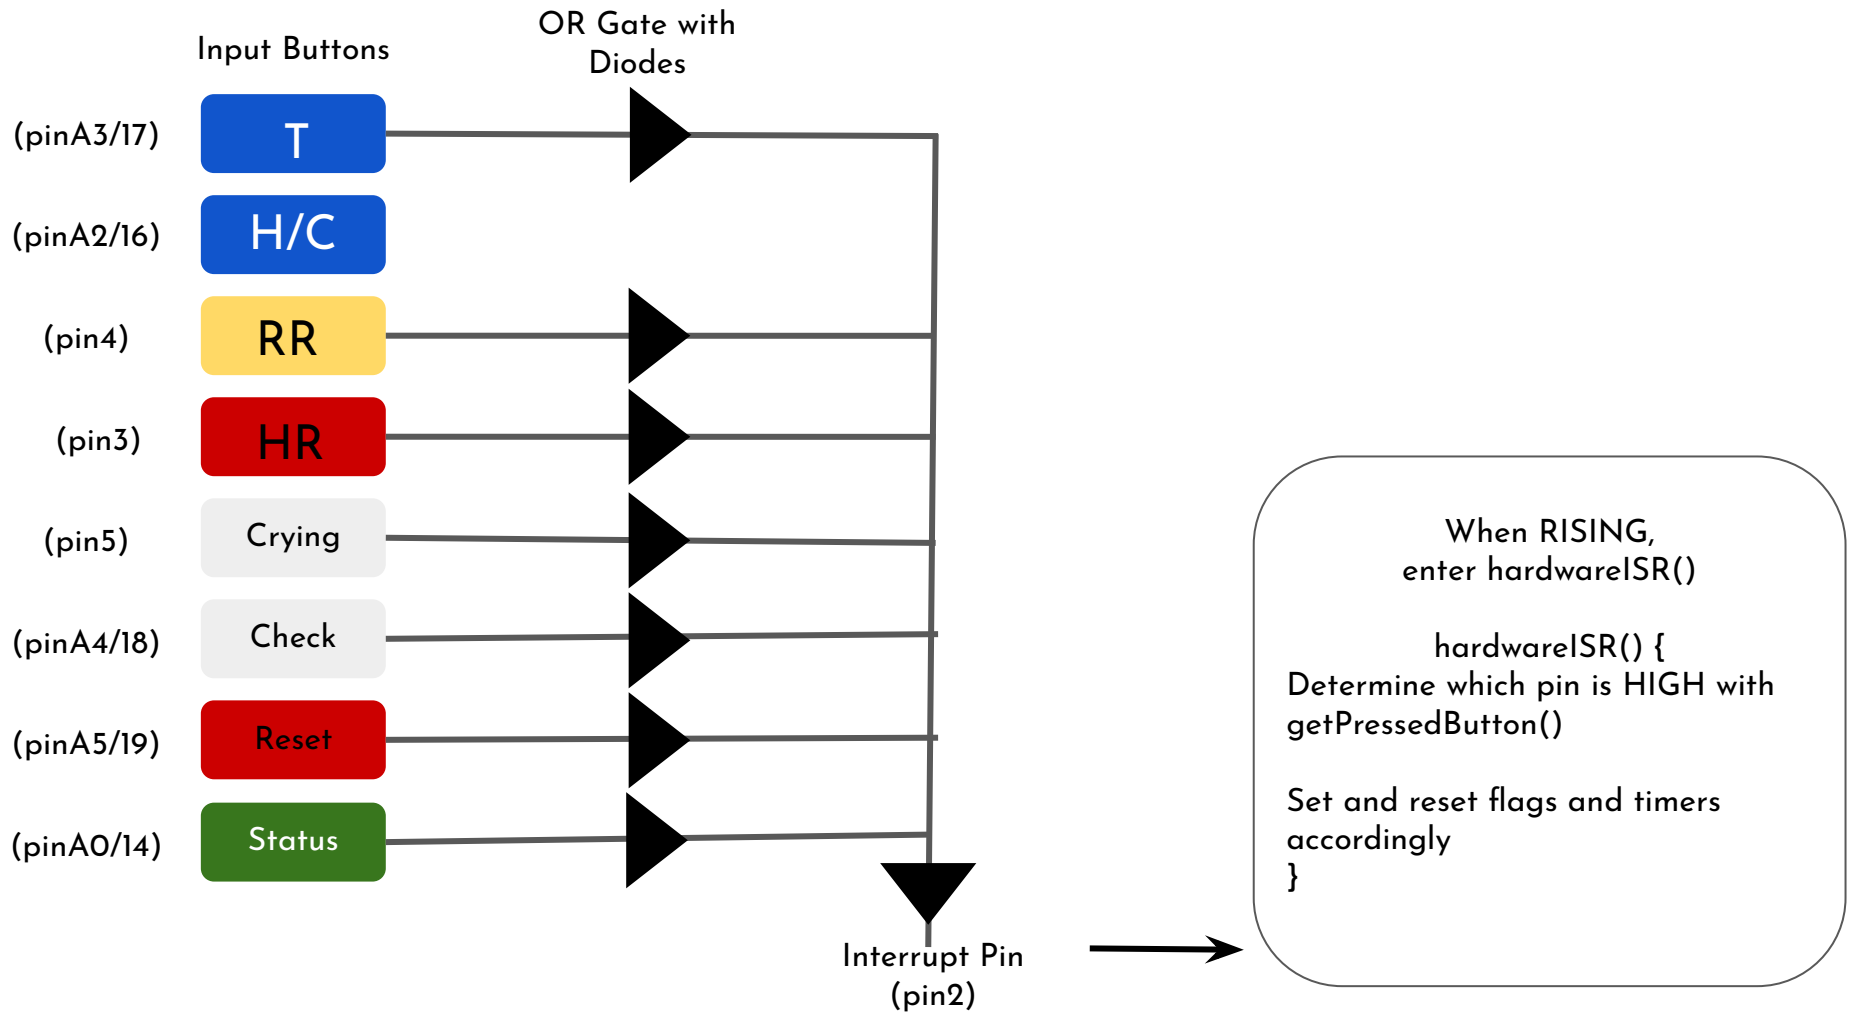 Input Buttons
OR Gate with
Diodes
(pinA3/17)
T
(pinA2/16)
H/C
(pin4)
RR
(pin3)
HR
(pin5)
Crying
(pinA4/18)
Check
(pinA5/19)
Reset
(pinA0/14)
Status
Interrupt Pin
(pin2)
When RISING,
enter hardwareISR()
hardwareISR() {
Determine which pin is HIGH with
getPressedButton()
Set and reset flags and timers
accordingly
}